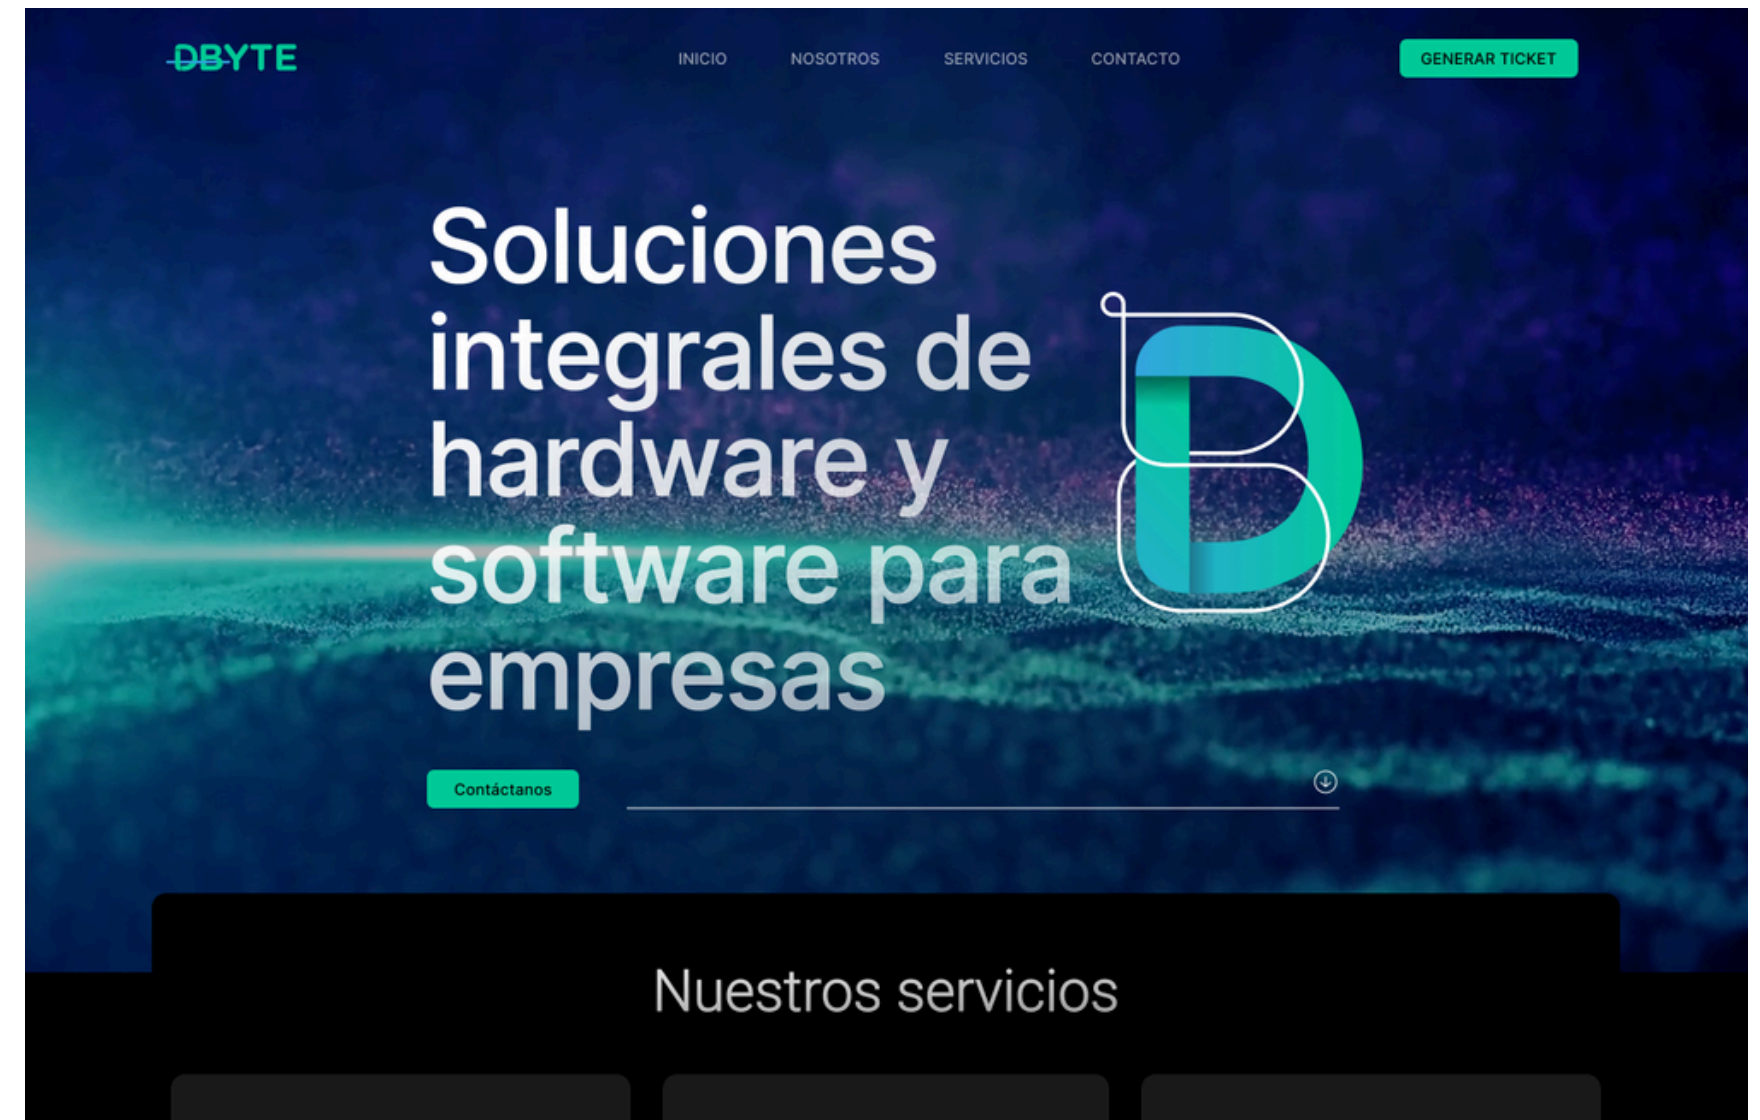 DBYTE
INICIO
NOSOTROS
SERVICIOS
CONTACTO
GENERAR TICKET
Soluciones
integrales de
hardware y
software para
empresas
Contáctanos
Nuestros servicios